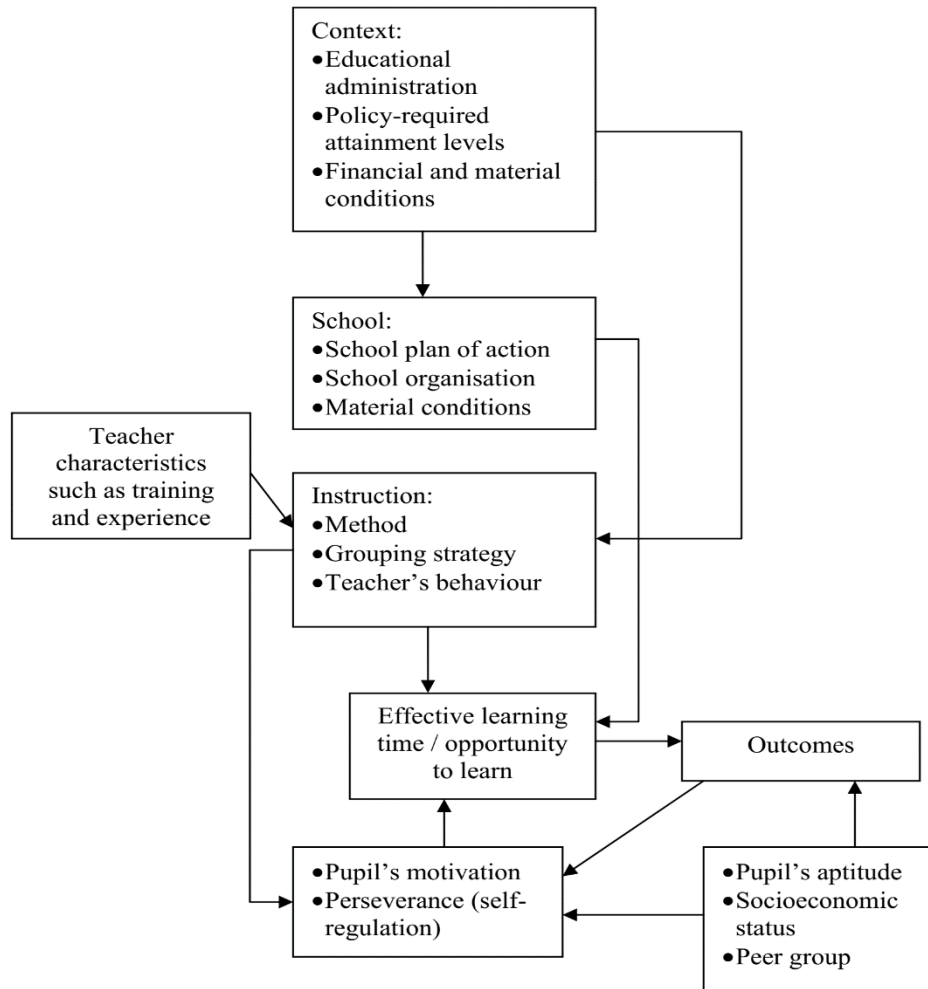 Context:
•Educational
administration
•Policy-required
attainment levels
•Financial and material
conditions
School:
•School plan of action
•School organisation
•Material conditions
Teacher
characteristics
such as training
and experience
Instruction:
•Method
•Grouping strategy
•Teacher’s behaviour
Effective learning
time / opportunity
to learn
Outcomes
•Pupil’s motivation
•Perseverance (self-
regulation)
•Pupil’s aptitude
•Socioeconomic
status
•Peer group